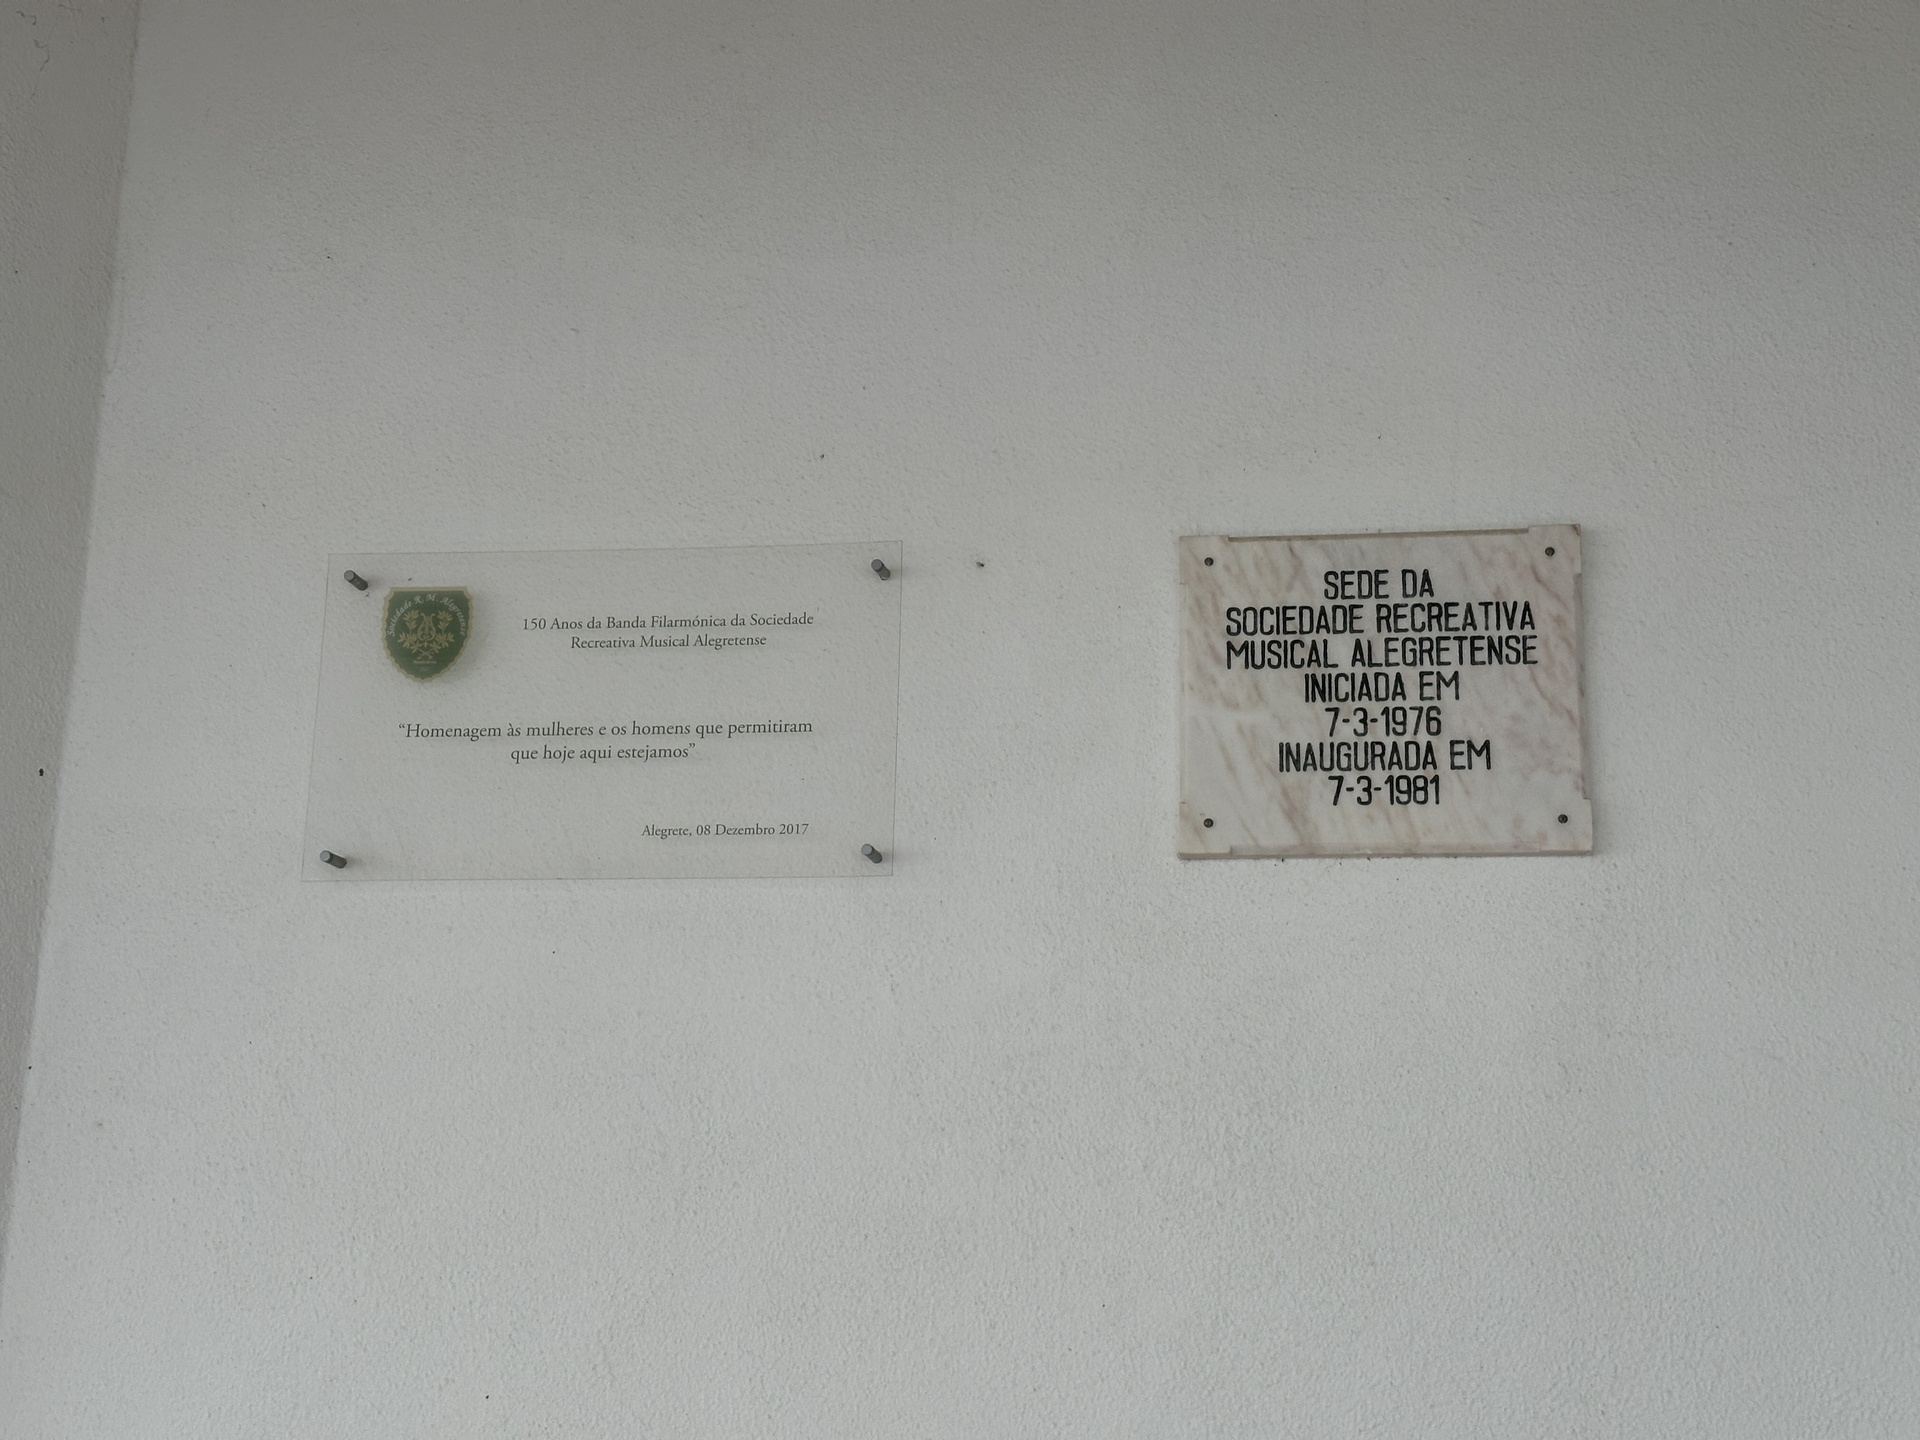 Sociedade R. M. Alegretense
150 Anos da Banda Filarmónica da Sociedade
Recreativa Musical Alegretense
“Homenagem às mulheres e os homens que permitiram
que hoje aqui estejamos”
Alegrete, 08 Dezembro 2017
SEDE DA
SOCIEDADE RECREATIVA
MUSICAL ALEGRETENSE
INICIADA EM
7-3-1976
INAUGURADA EM
7-3-1981